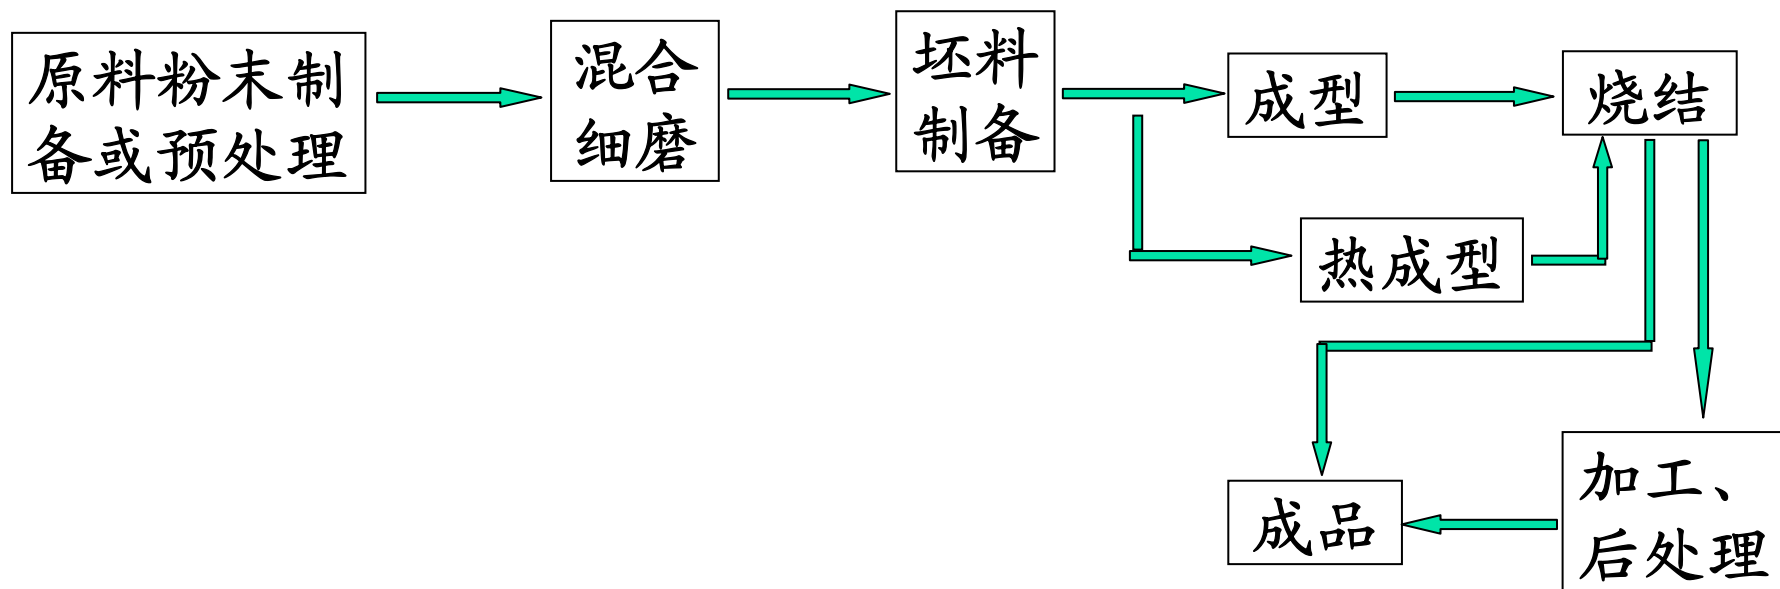 原料粉末制
备或预处理
混合
细磨
坯料
制备
成型
烧结
热成型
成品
加工、
后处理